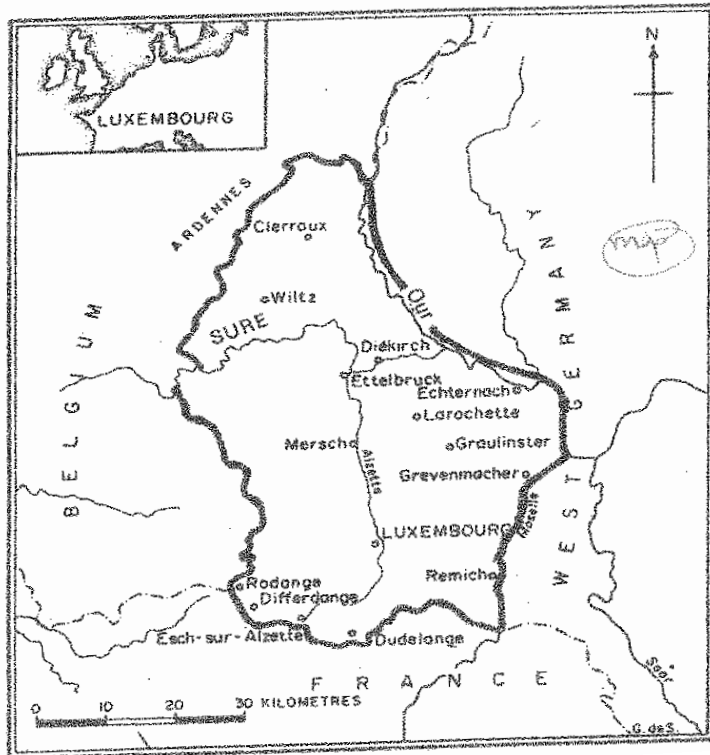 LUXEMBOURG
N
ARDENNES
Clerraux
map
Wiltz
Our
SURE
BELGIUM
WEST GERMANY
Diekirch
Ettelbruck
Echternach
Larochette
Mersch
Alzette
Graulinster
Grevenmacher
LUXEMBOURG
Moselle
Remich
Rodange
Differdange
Esch-sur-Alzette
Dudelange
Saar
FRANCE
0 10 20 30 KILOMETRES
G. de S.